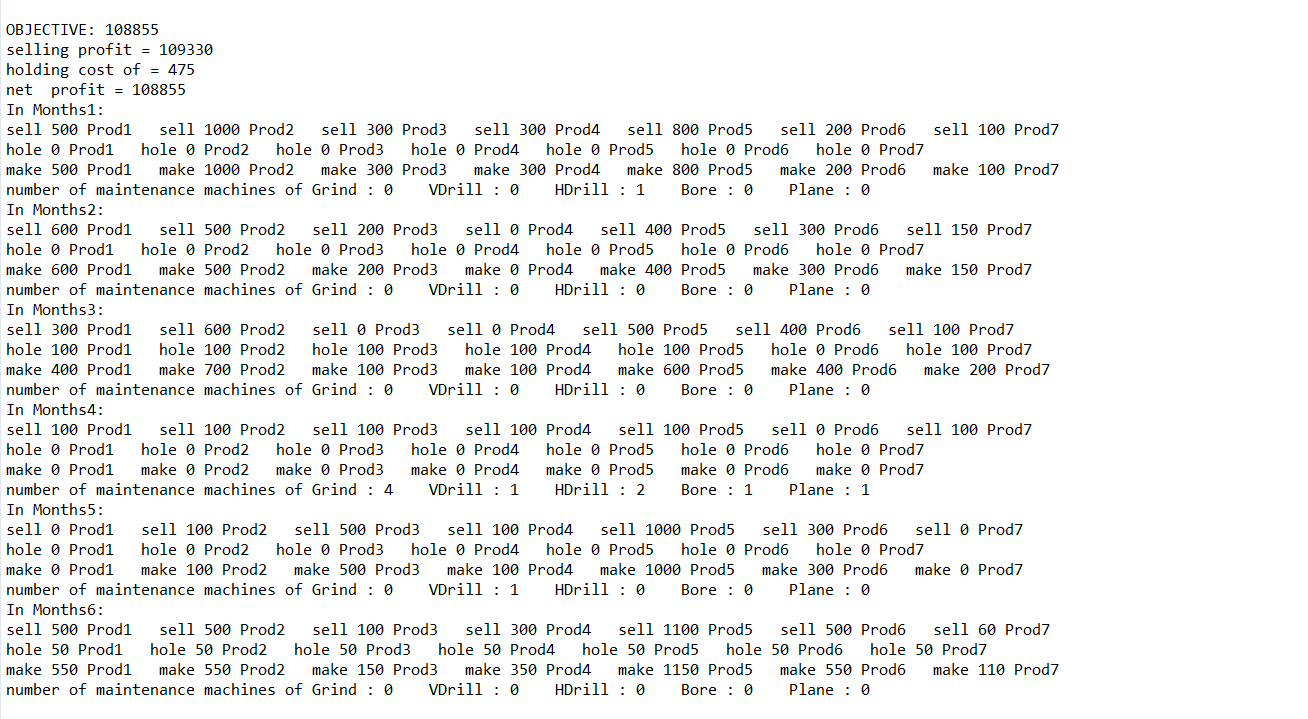 OBJECTIVE: 108855
selling profit = 109330
holding cost of = 475
net  profit = 108855
In Months1:
sell 500 Prod1   sell 1000 Prod2   sell 300 Prod3   sell 300 Prod4   sell 800 Prod5   sell 200 Prod6   sell 100 Prod7
hole 0 Prod1   hole 0 Prod2   hole 0 Prod3   hole 0 Prod4   hole 0 Prod5   hole 0 Prod6   hole 0 Prod7
make 500 Prod1   make 1000 Prod2   make 300 Prod3   make 300 Prod4   make 800 Prod5   make 200 Prod6   make 100 Prod7
number of maintenance machines of Grind : 0    VDrill : 0    HDrill : 1    Bore : 0    Plane : 0
In Months2:
sell 600 Prod1   sell 500 Prod2   sell 200 Prod3   sell 0 Prod4   sell 400 Prod5   sell 300 Prod6   sell 150 Prod7
hole 0 Prod1   hole 0 Prod2   hole 0 Prod3   hole 0 Prod4   hole 0 Prod5   hole 0 Prod6   hole 0 Prod7
make 600 Prod1   make 500 Prod2   make 200 Prod3   make 0 Prod4   make 400 Prod5   make 300 Prod6   make 150 Prod7
number of maintenance machines of Grind : 0    VDrill : 0    HDrill : 0    Bore : 0    Plane : 0
In Months3:
sell 300 Prod1   sell 600 Prod2   sell 0 Prod3   sell 0 Prod4   sell 500 Prod5   sell 400 Prod6   sell 100 Prod7
hole 100 Prod1   hole 100 Prod2   hole 100 Prod3   hole 100 Prod4   hole 100 Prod5   hole 0 Prod6   hole 100 Prod7
make 400 Prod1   make 700 Prod2   make 100 Prod3   make 100 Prod4   make 600 Prod5   make 400 Prod6   make 200 Prod7
number of maintenance machines of Grind : 0    VDrill : 0    HDrill : 0    Bore : 0    Plane : 0
In Months4:
sell 100 Prod1   sell 100 Prod2   sell 100 Prod3   sell 100 Prod4   sell 100 Prod5   sell 0 Prod6   sell 100 Prod7
hole 0 Prod1   hole 0 Prod2   hole 0 Prod3   hole 0 Prod4   hole 0 Prod5   hole 0 Prod6   hole 0 Prod7
make 0 Prod1   make 0 Prod2   make 0 Prod3   make 0 Prod4   make 0 Prod5   make 0 Prod6   make 0 Prod7
number of maintenance machines of Grind : 4    VDrill : 1    HDrill : 2    Bore : 1    Plane : 1
In Months5:
sell 0 Prod1   sell 100 Prod2   sell 500 Prod3   sell 100 Prod4   sell 1000 Prod5   sell 300 Prod6   sell 0 Prod7
hole 0 Prod1   hole 0 Prod2   hole 0 Prod3   hole 0 Prod4   hole 0 Prod5   hole 0 Prod6   hole 0 Prod7
make 0 Prod1   make 100 Prod2   make 500 Prod3   make 100 Prod4   make 1000 Prod5   make 300 Prod6   make 0 Prod7
number of maintenance machines of Grind : 0    VDrill : 1    HDrill : 0    Bore : 0    Plane : 0
In Months6:
sell 500 Prod1   sell 500 Prod2   sell 100 Prod3   sell 300 Prod4   sell 1100 Prod5   sell 500 Prod6   sell 60 Prod7
hole 50 Prod1   hole 50 Prod2   hole 50 Prod3   hole 50 Prod4   hole 50 Prod5   hole 50 Prod6   hole 50 Prod7
make 550 Prod1   make 550 Prod2   make 150 Prod3   make 350 Prod4   make 1150 Prod5   make 550 Prod6   make 110 Prod7
number of maintenance machines of Grind : 0    VDrill : 0    HDrill : 0    Bore : 0    Plane : 0